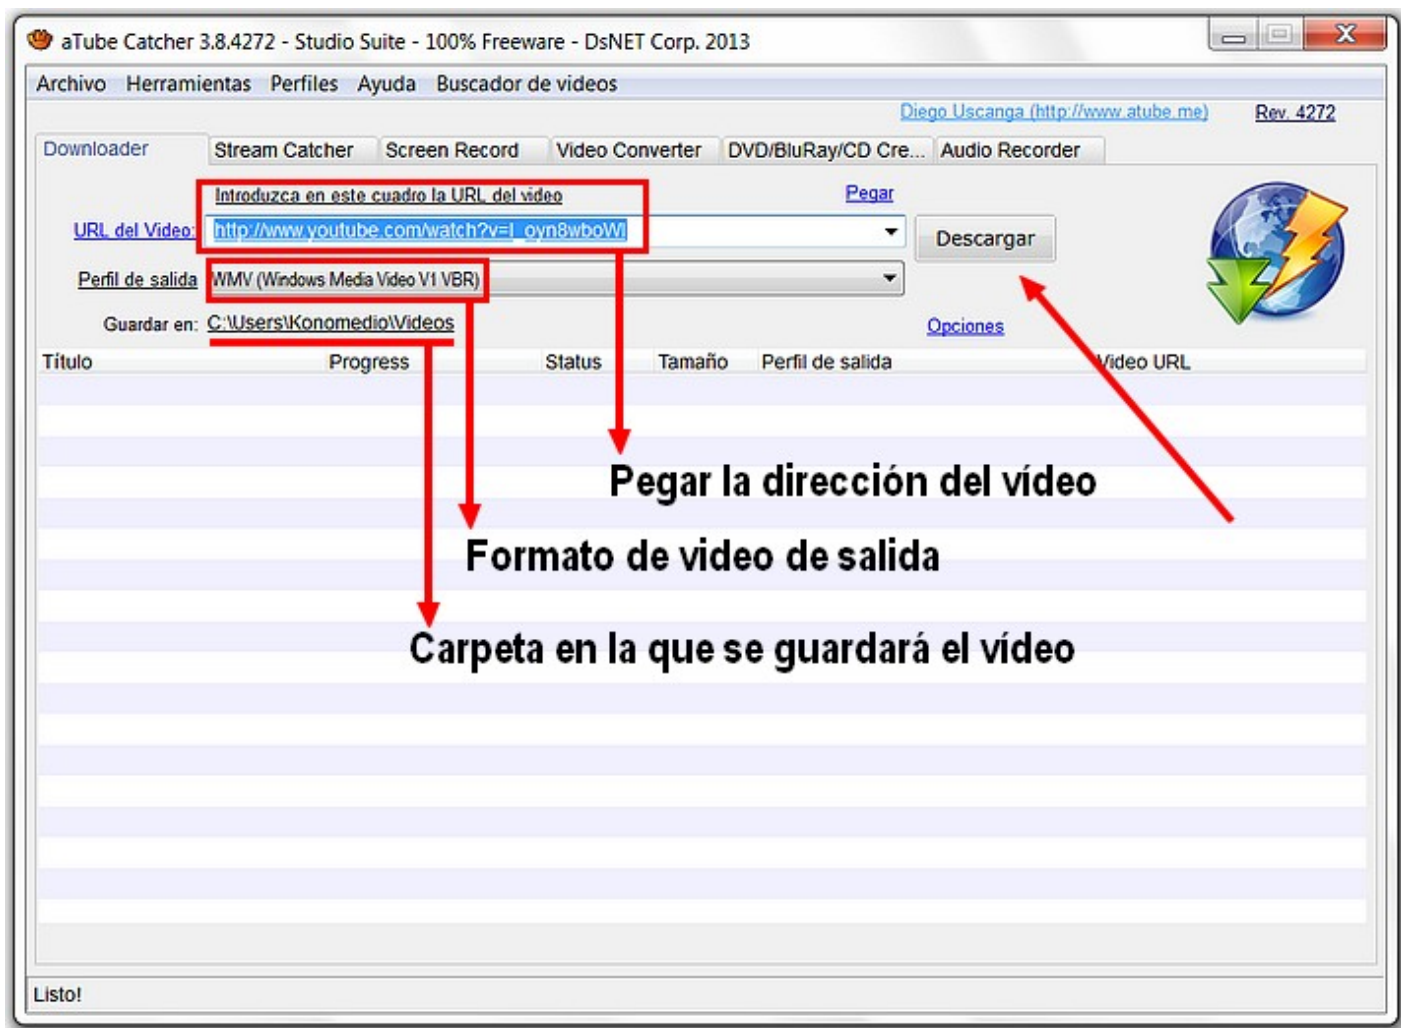 aTube Catcher 3.8.4272 - Studio Suite - 100% Freeware - DsNET Corp. 2013
Archivo Herramientas Perfiles Ayuda Buscador de videos
Diego Uscanga (http://www.atube.me) Rev. 4272
Downloader Stream Catcher Screen Record Video Converter DVD/BluRay/CD Cre... Audio Recorder
Introduzca en este cuadro la URL del video Pegar
URL del Video: http://www.youtube.com/watch?v=l_oyn8wboWI Descargar
Perfil de salida WMV (Windows Media Video V1 VBR)
Guardar en: C:\Users\Konomedio\Videos Opciones
Título Progress Status Tamaño Perfil de salida Video URL
Pegar la dirección del vídeo
Formato de video de salida
Carpeta en la que se guardará el vídeo
Listo!